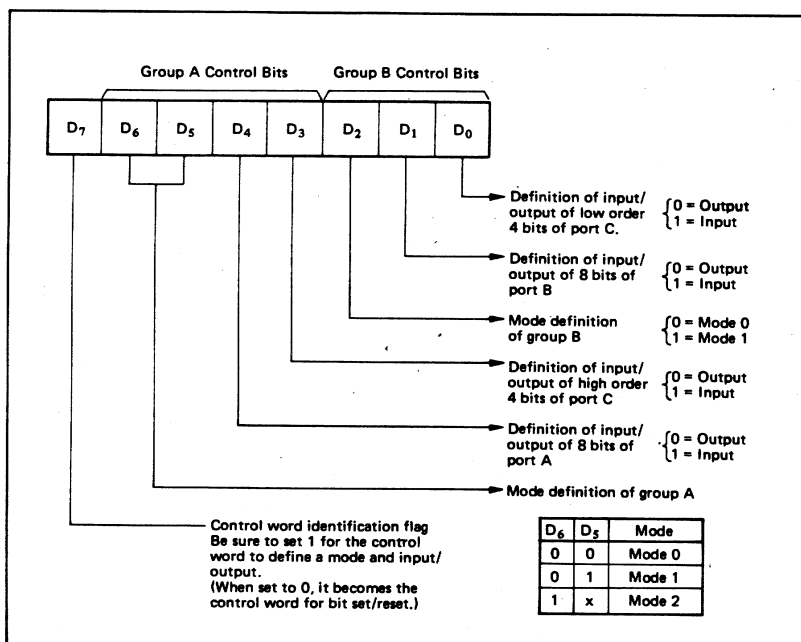 Group A Control Bits Group B Control Bits
D7 D6 D5 D4 D3 D2 D1 D0
Definition of input/
output of low order
4 bits of port C.
0 = Output
1 = Input
Definition of input/
output of 8 bits of
port B
0 = Output
1 = Input
Mode definition
of group B
0 = Mode 0
1 = Mode 1
Definition of input/
output of high order
4 bits of port C
0 = Output
1 = Input
Definition of input/
output of 8 bits of
port A
0 = Output
1 = Input
Mode definition of group A
Control word identification flag
Be sure to set 1 for the control
word to define a mode and input/
output.
(When set to 0, it becomes the
control word for bit set/reset.)
D6 D5 Mode
0 0 Mode 0
0 1 Mode 1
1 x Mode 2